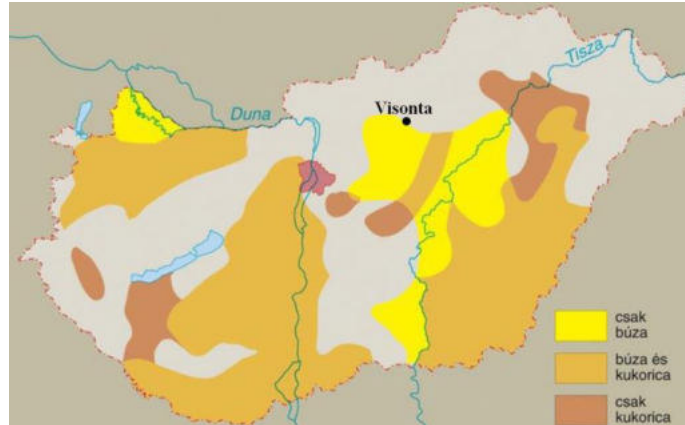 Tisza
Duna
Visonta
csak
búza
búza és
kukorica
csak
kukorica